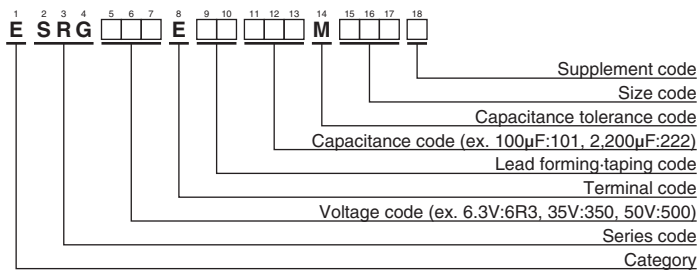 1 2 3 4 5 6 7 8 9 10 11 12 13 14 15 16 17 18
E SRG E M
Supplement code
Size code
Capacitance tolerance code
Capacitance code (ex. 100µF:101, 2,200µF:222)
Lead forming·taping code
Terminal code
Voltage code (ex. 6.3V:6R3, 35V:350, 50V:500)
Series code
Category